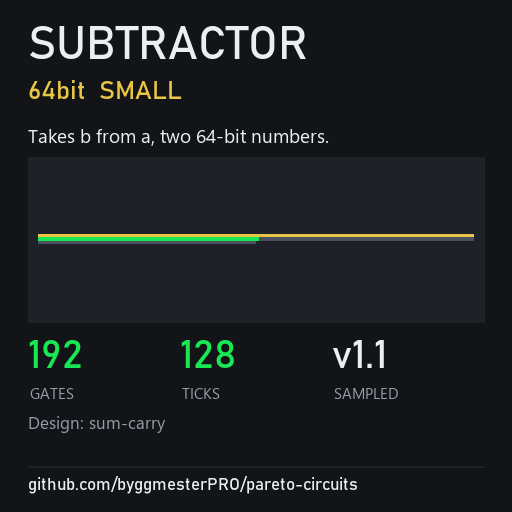 SUBTRACTOR
64bit SMALL
Takes b from a, two 64-bit numbers.
192 128 v1.1
GATES TICKS SAMPLED
Design: sum-carry
github.com/byggmesterPRO/pareto-circuits